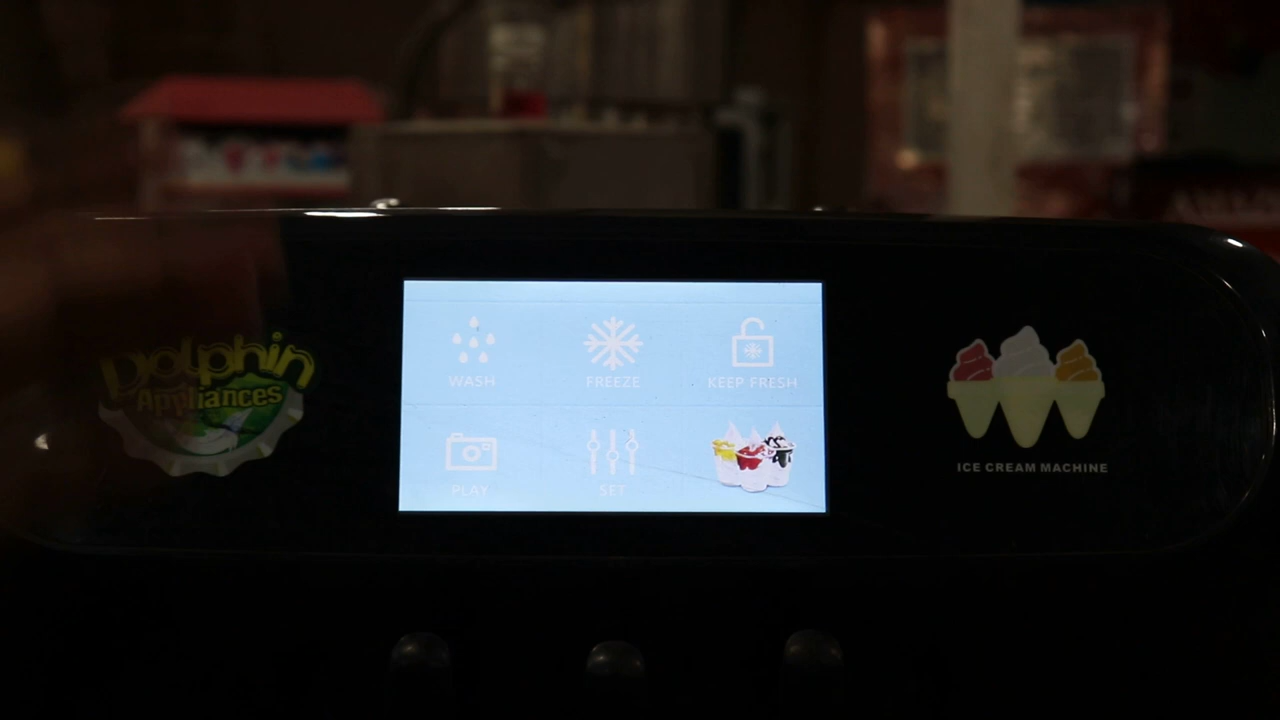 Dolphin
Appliances
WASH
FREEZE
KEEP FRESH
PLAY
SET
ICE CREAM MACHINE